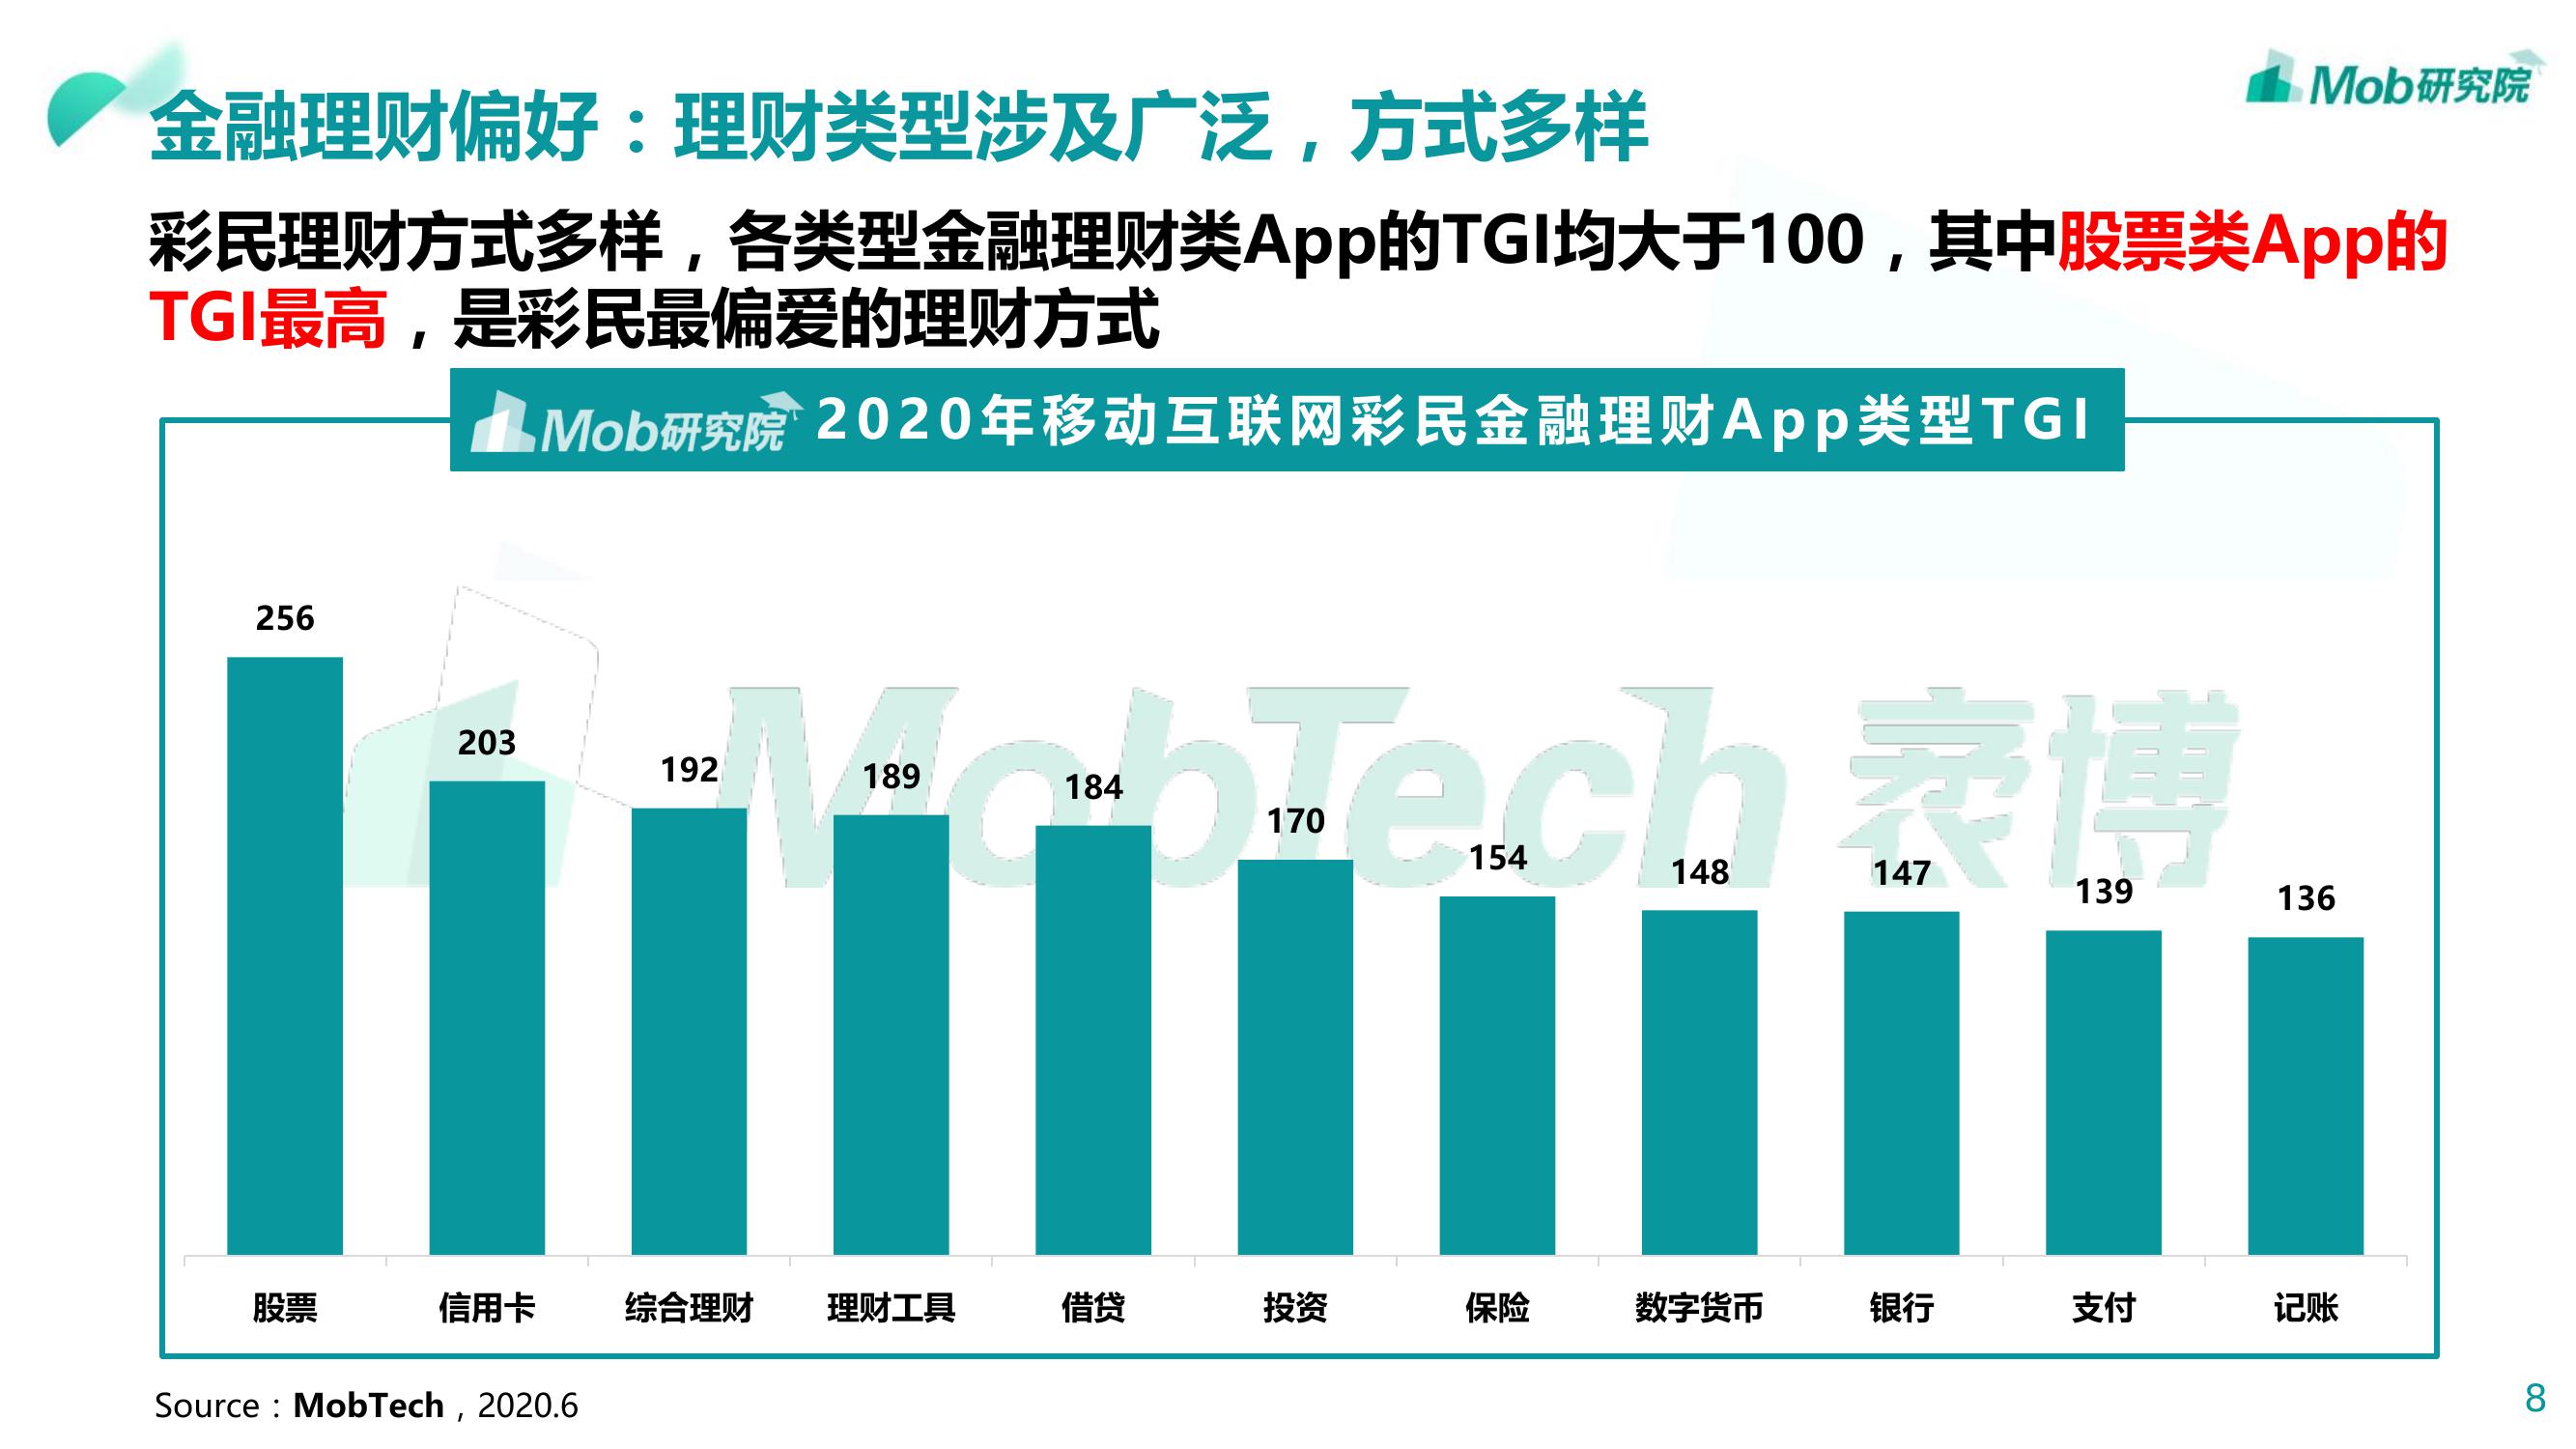 Mob研究院
金融理财偏好：理财类型涉及广泛，方式多样
彩民理财方式多样，各类型金融理财类App的TGI均大于100，其中股票类App的
TGI最高，是彩民最偏爱的理财方式
Mob研究院 2020年移动互联网彩民金融理财App类型TGI
MobTech 袤博
256 203 192 189 184 170 154 148 147 139 136
股票 信用卡 综合理财 理财工具 借贷 投资 保险 数字货币 银行 支付 记账
Source：MobTech，2020.6
8